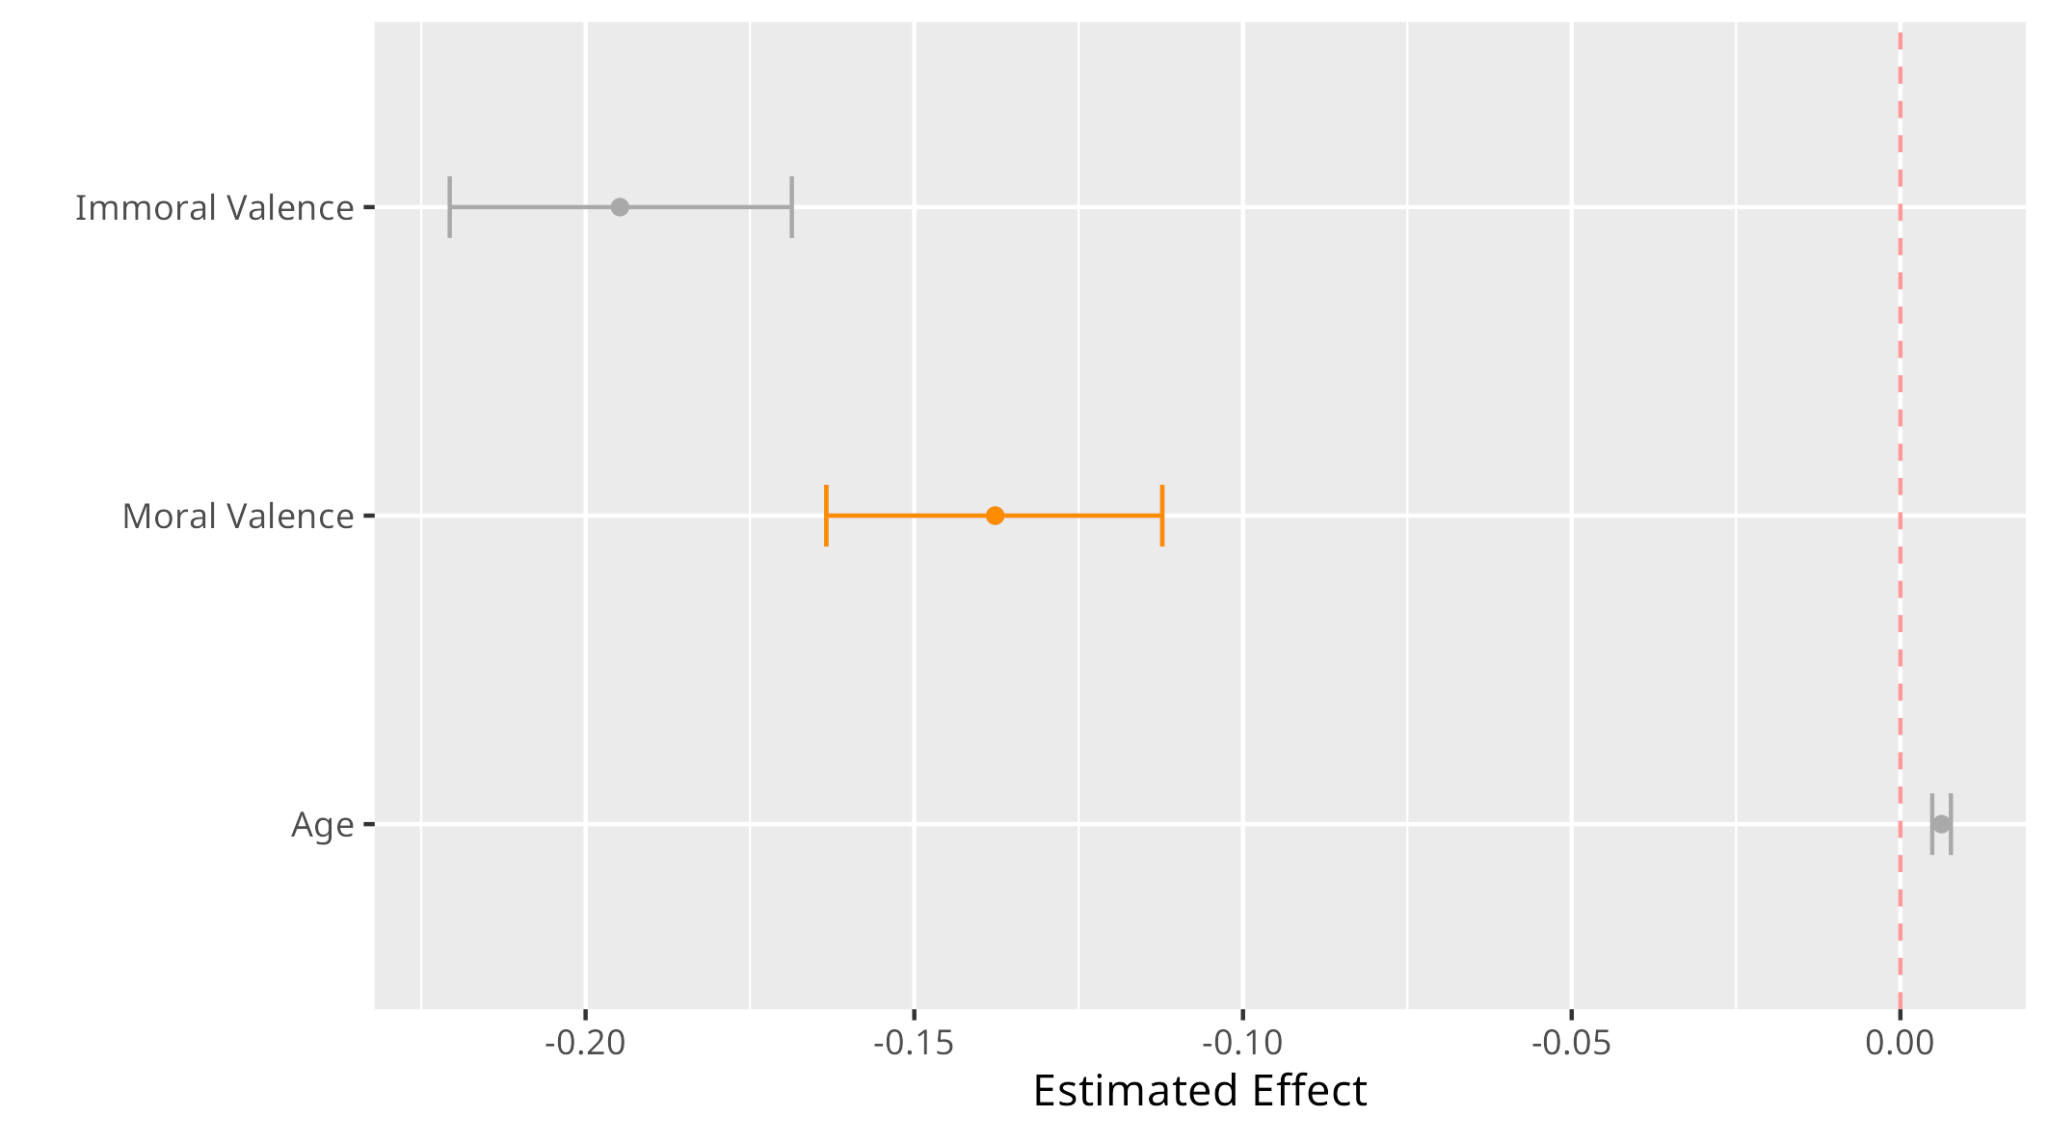 Immoral Valence
Moral Valence
Age
-0.20 -0.15 -0.10 -0.05 0.00
Estimated Effect